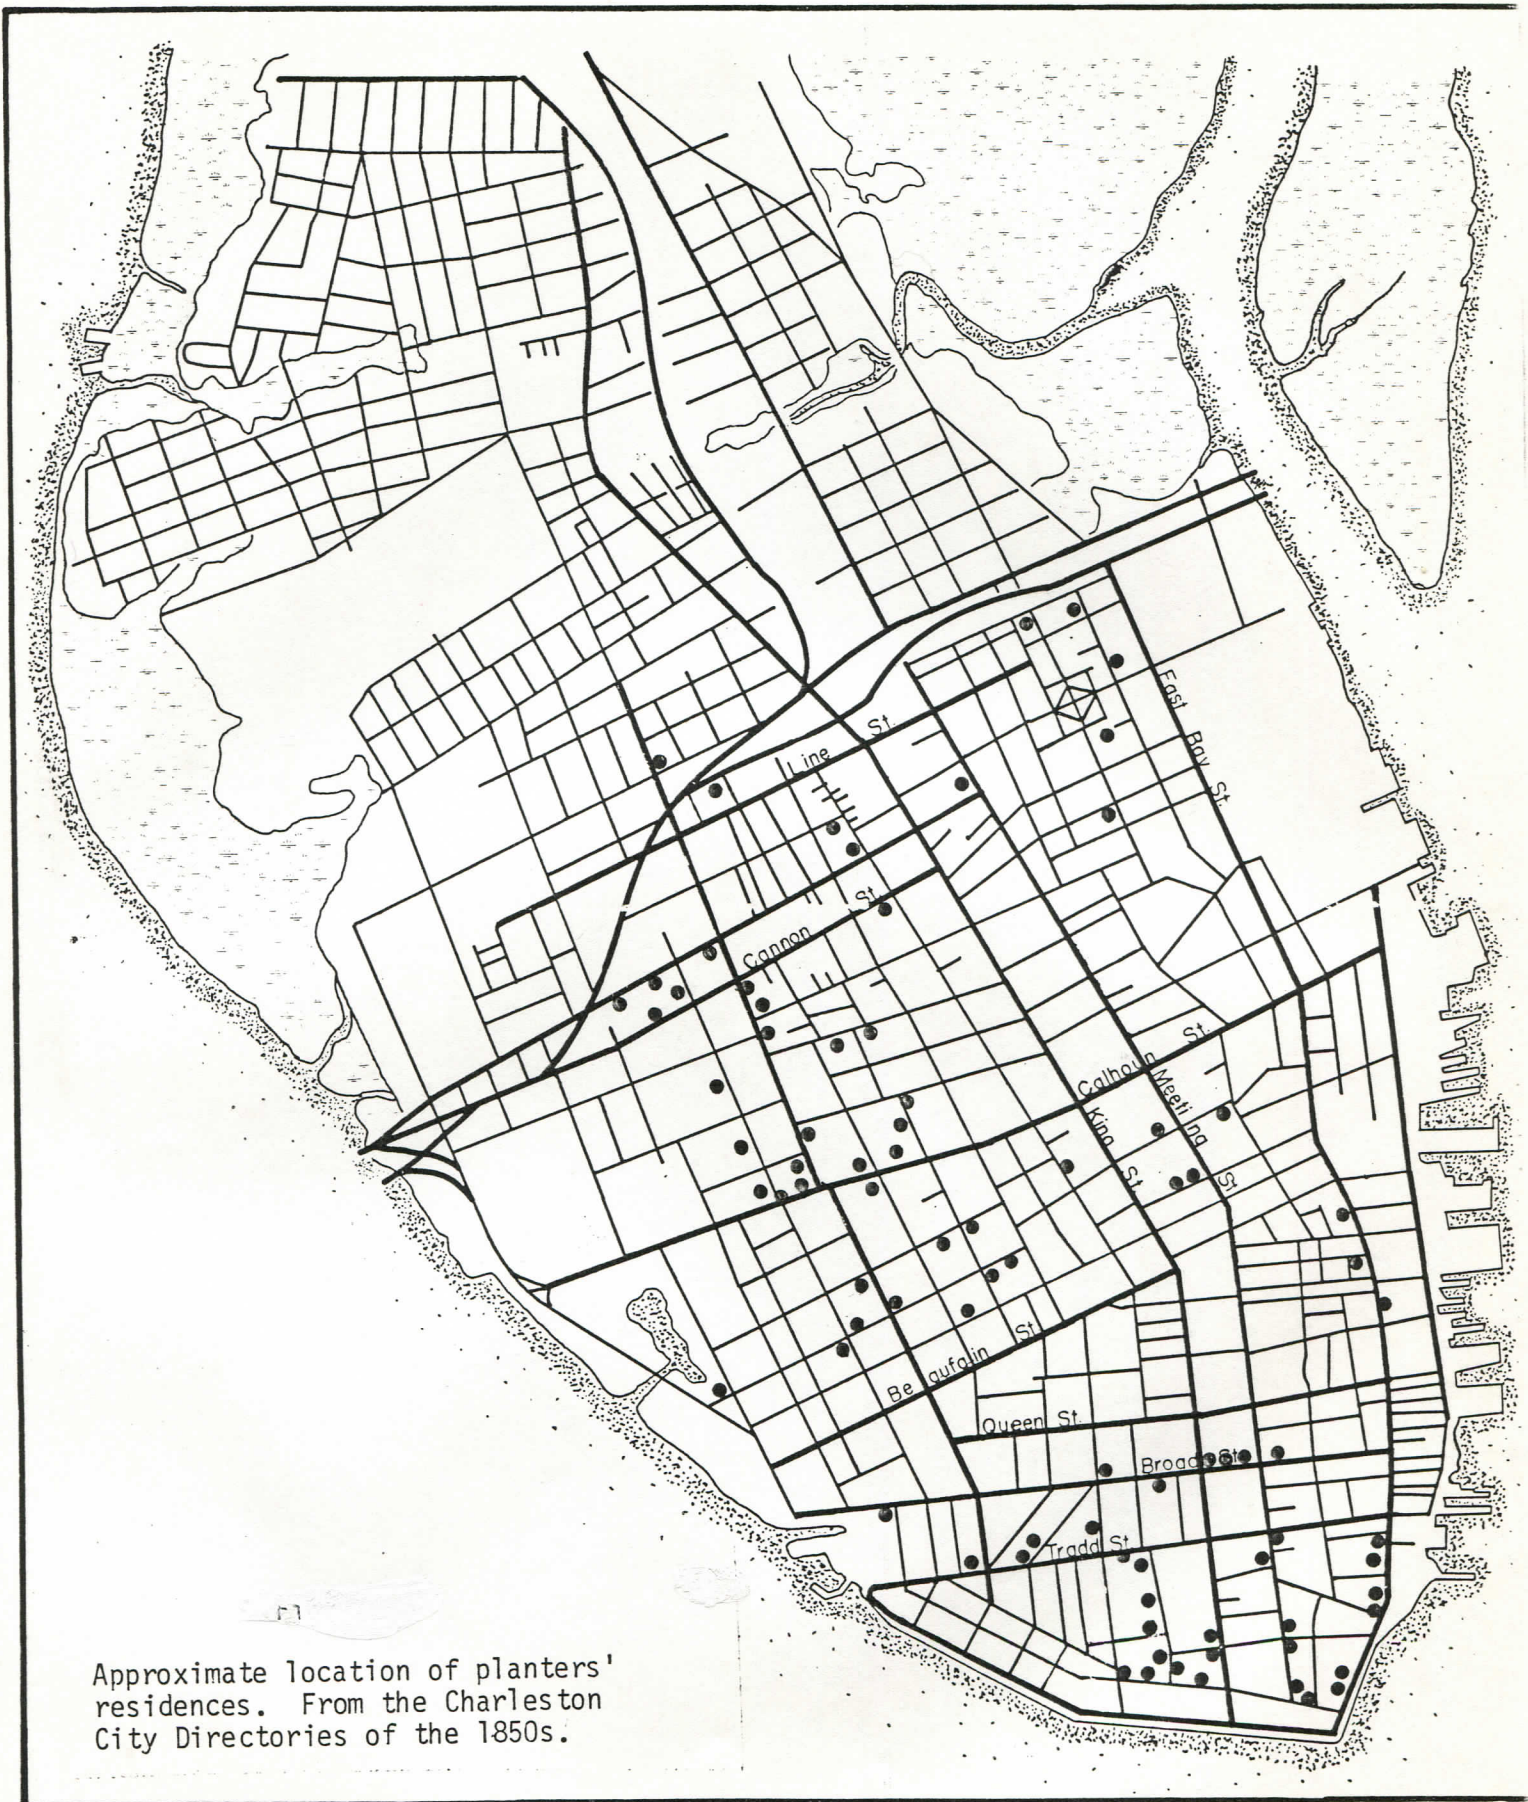 Line St.
East Bay St.
Cannon St.
Calhoun St.
King St.
Meeting St
Beaufain St.
Queen St.
Broad St.
Tradd St.
Approximate location of planters'
residences. From the Charleston
City Directories of the 1850s.